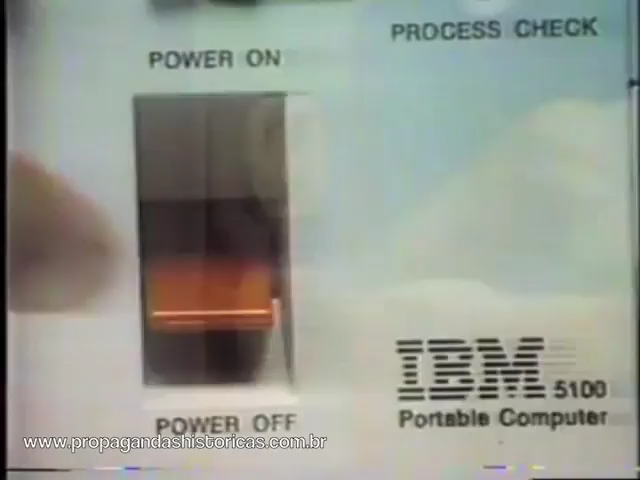 PROCESS CHECK
POWER ON
IBM 5100
Portable Computer
POWER OFF
www.propagandashistoricas.com.br